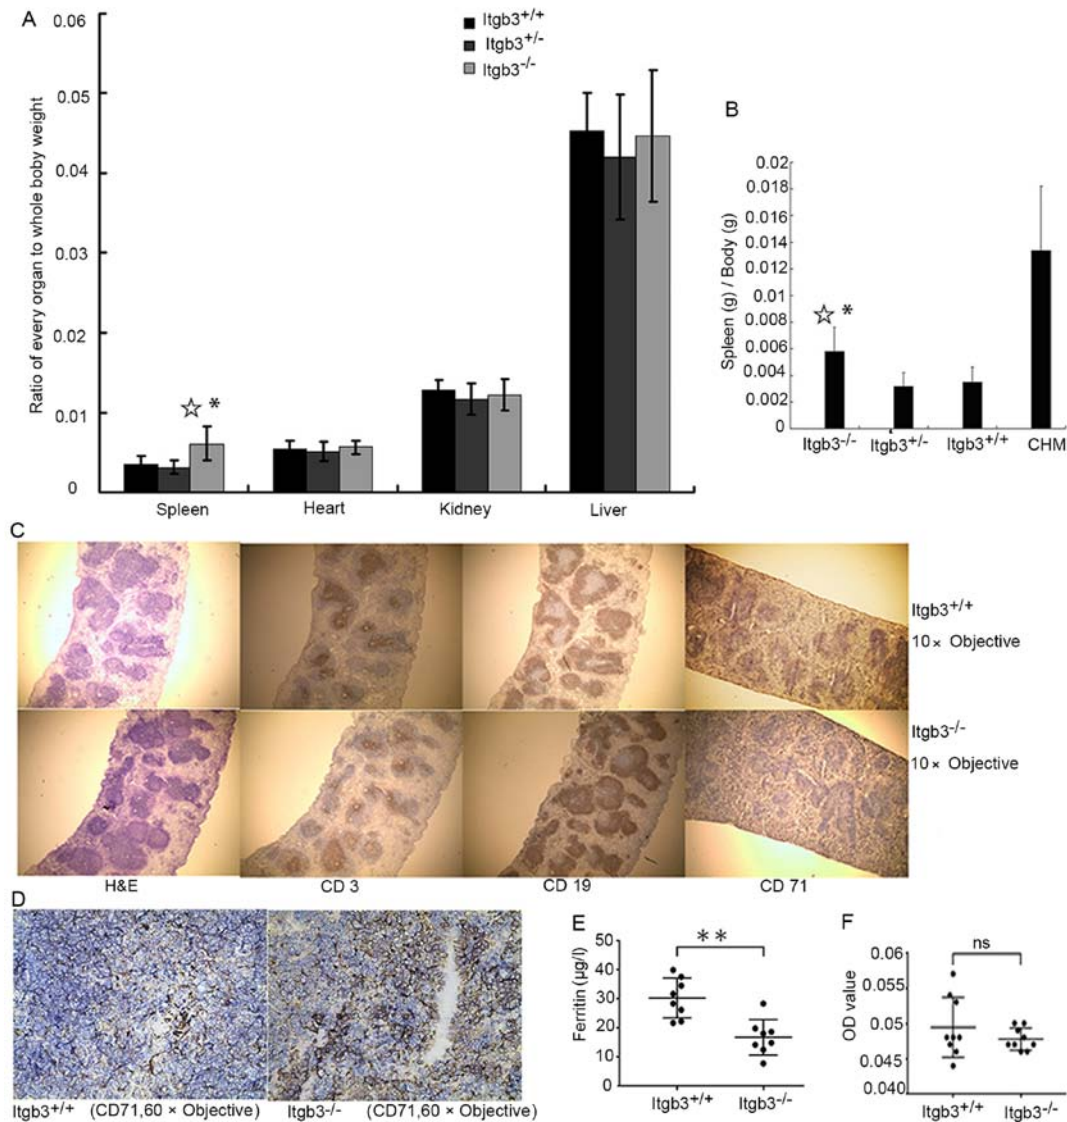 A
Ratio of every organ to whole boby weight
0.06
0.05
0.04
0.03
0.02
0.01
0
Itgb3+/+
Itgb3+/-
Itgb3-/-
☆ *
Spleen Heart Kidney Liver
B
Spleen (g) / Body (g)
0.02
0.018
0.016
0.014
0.012
0.01
0.008
0.006
0.004
0.002
0
☆ *
Itgb3-/- Itgb3+/- Itgb3+/+ CHM
C
Itgb3+/+
10× Objective
Itgb3-/-
10× Objective
H&E CD 3 CD 19 CD 71
D
Itgb3+/+ (CD71,60 × Objective) Itgb3-/- (CD71,60 × Objective)
E
Ferritin (µg/l)
50
40
30
20
10
0
**
Itgb3+/+ Itgb3-/-
F
OD value
0.060
0.055
0.050
0.045
0.040
ns
Itgb3+/+ Itgb3-/-